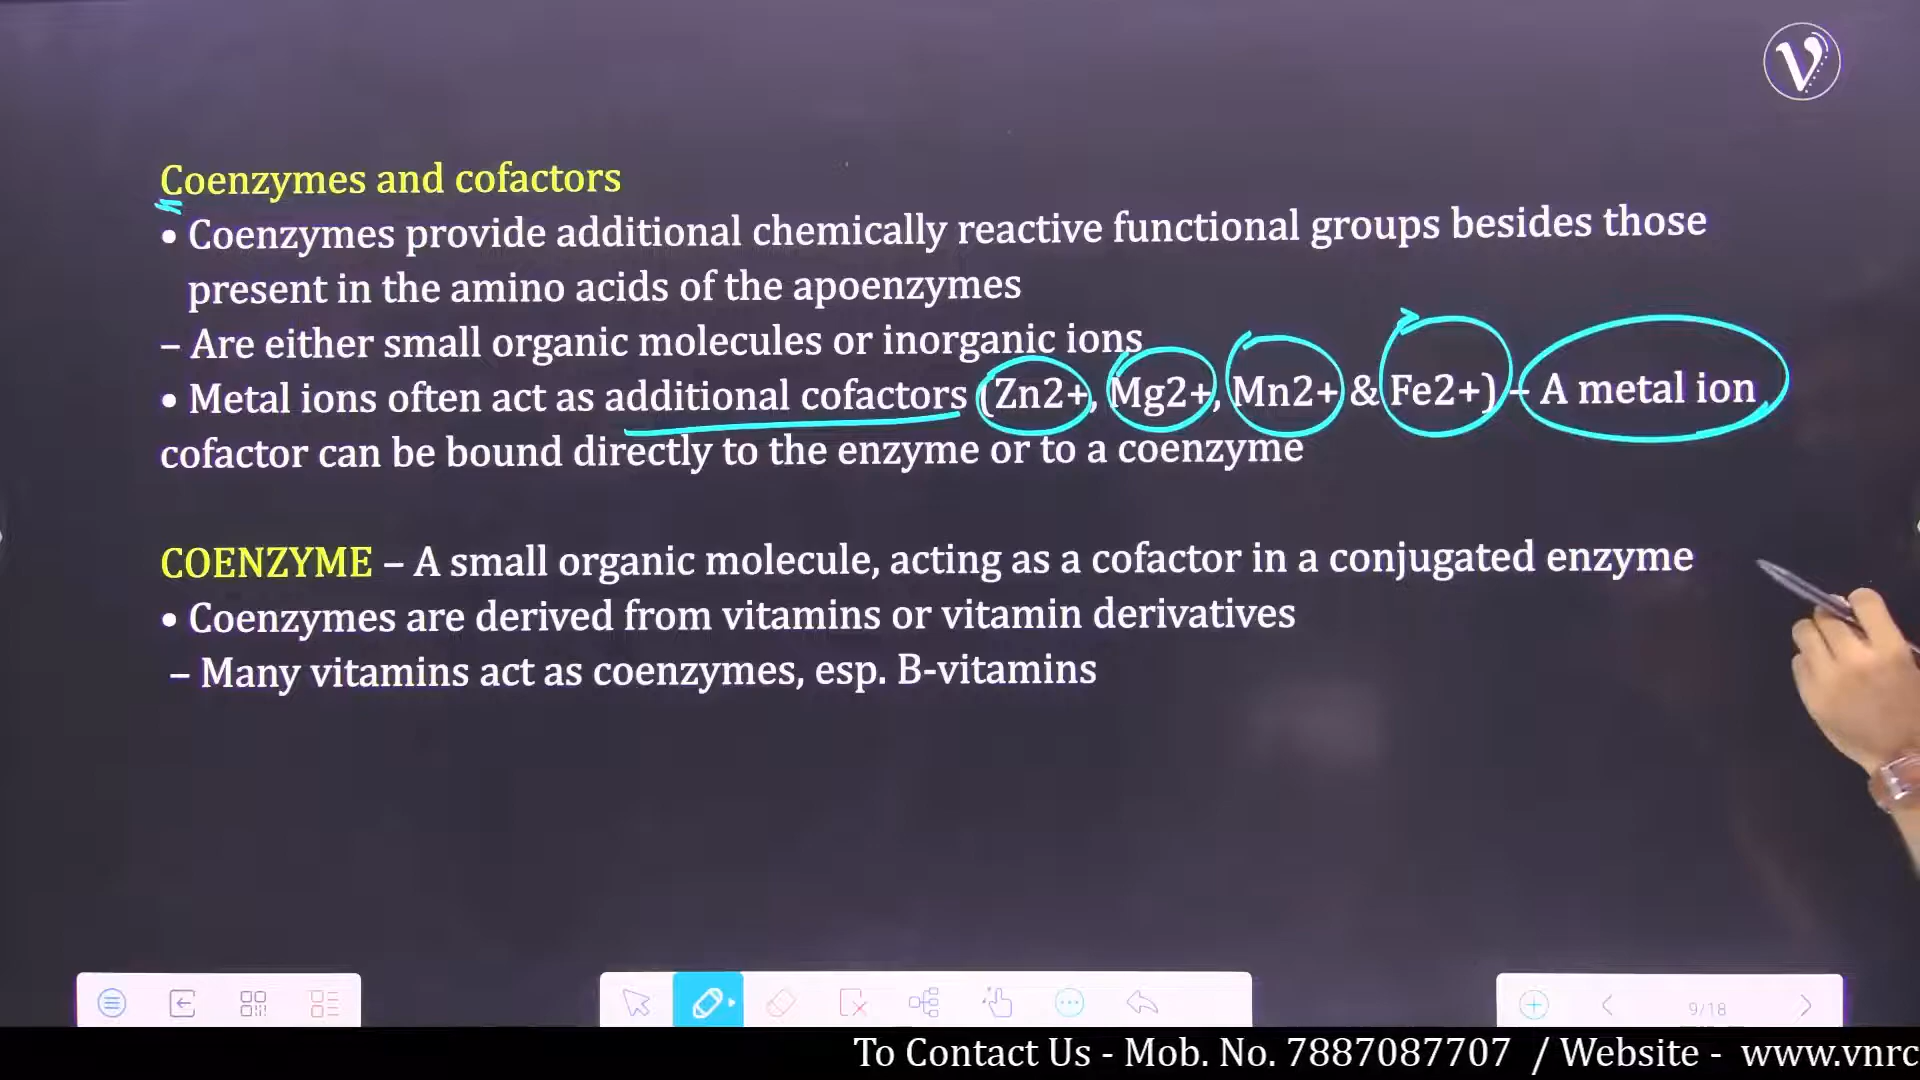 V
Coenzymes and cofactors
• Coenzymes provide additional chemically reactive functional groups besides those
present in the amino acids of the apoenzymes
– Are either small organic molecules or inorganic ions
• Metal ions often act as additional cofactors (Zn2+, Mg2+, Mn2+ & Fe2+) – A metal ion
cofactor can be bound directly to the enzyme or to a coenzyme
COENZYME – A small organic molecule, acting as a cofactor in a conjugated enzyme
• Coenzymes are derived from vitamins or vitamin derivatives
– Many vitamins act as coenzymes, esp. B-vitamins
9/18
To Contact Us - Mob. No. 7887087707 / Website - www.vnrc